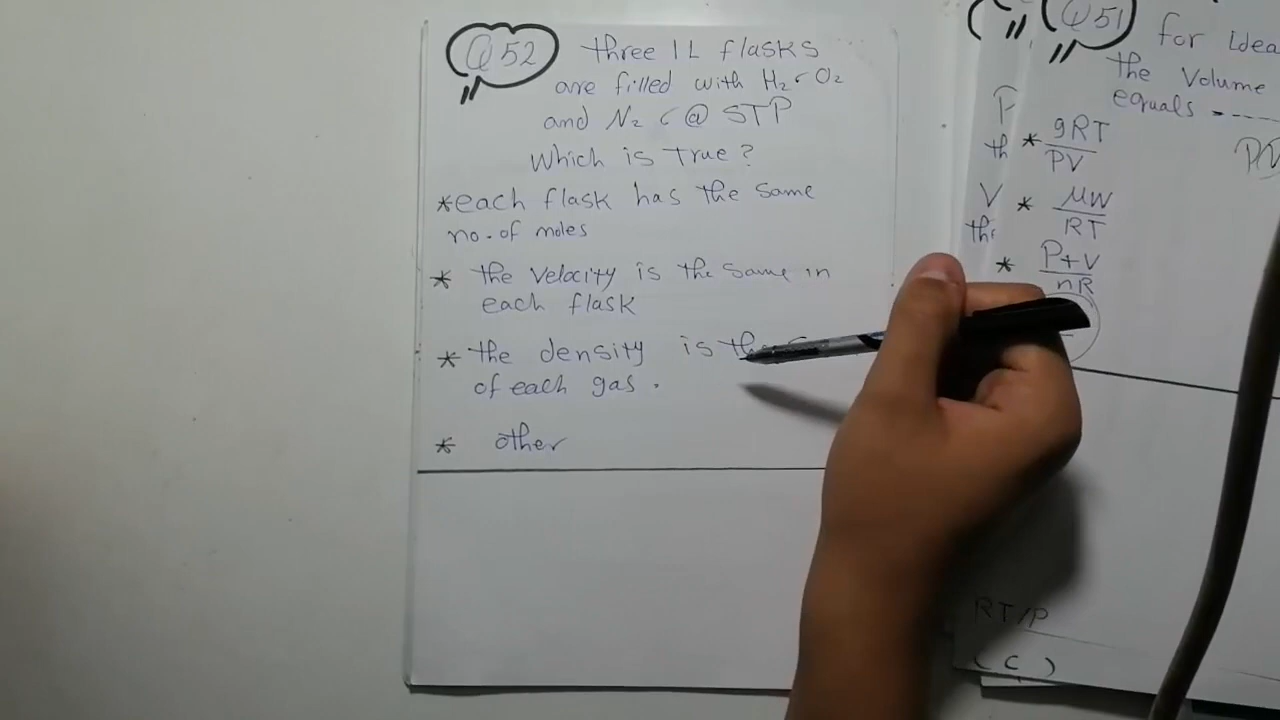 Q52 three 1L flasks
are filled with H2 , O2
and N2 , @ STP
which is true?
* each flask has the same
no. of moles
* the velocity is the same in
each flask
* the density is the
of each gas .
* other
Q51
for Idea
the Volume
equals -----
* gRT
PV
* μW
RT
* P+V
nR
RT/P
( C )